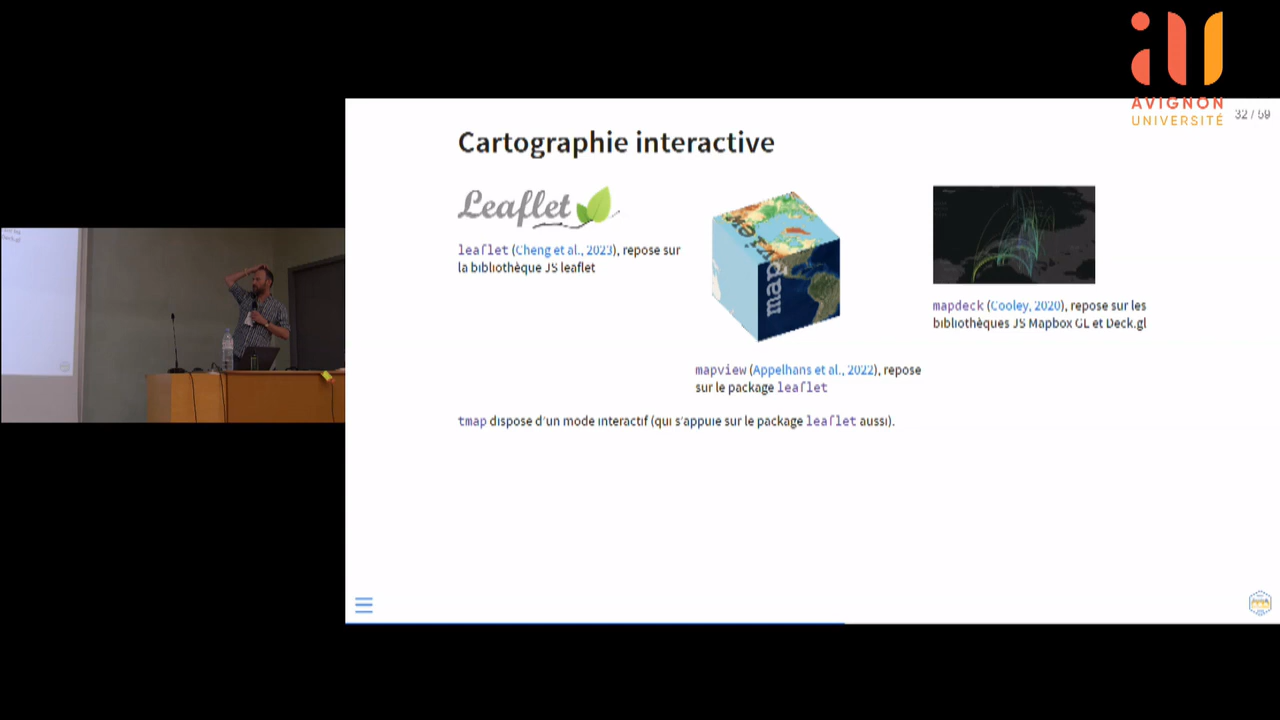 AVIGNON
UNIVERSITÉ
32 / 59
Cartographie interactive
Leaflet
leaflet (Cheng et al., 2023), repose sur
la bibliothèque JS leaflet
mapview
mapview (Appelhans et al., 2022), repose
sur le package leaflet
mapdeck (Cooley, 2020), repose sur les
bibliothèques JS Mapbox GL et Deck.gl
tmap dispose d'un mode interactif (qui s'appuie sur le package leaflet aussi).